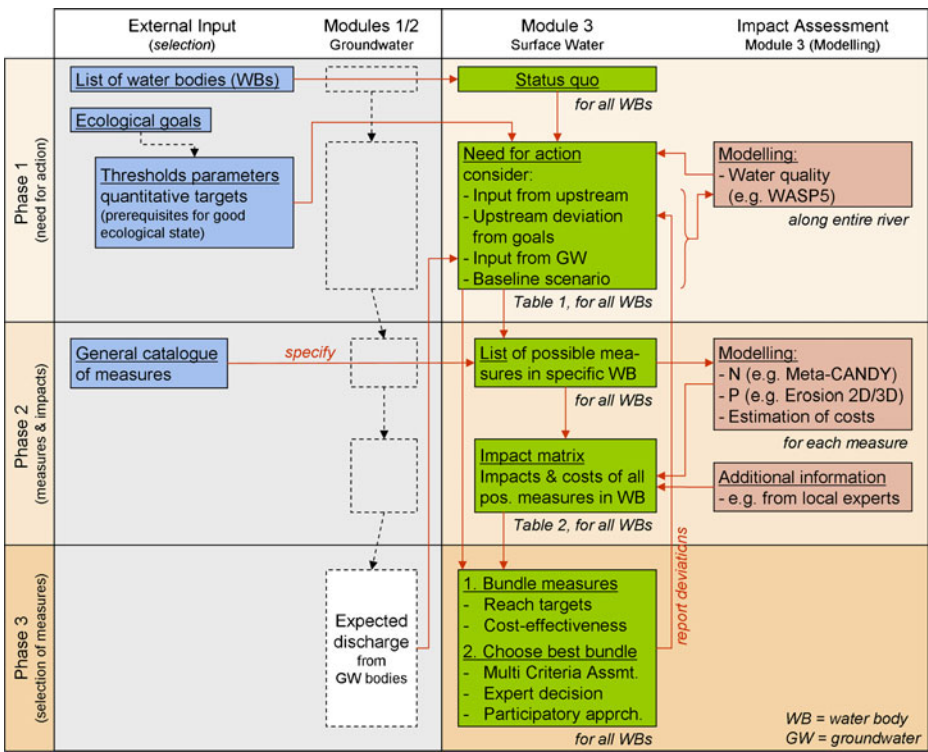 External Input
(selection)
Modules 1/2
Groundwater
Module 3
Surface Water
Impact Assessment
Module 3 (Modelling)
Phase 1
(need for action)
List of water bodies (WBs)
Ecological goals
Thresholds parameters
quantitative targets
(prerequisites for good
ecological state)
Status quo
for all WBs
Need for action
consider:
- Input from upstream
- Upstream deviation
from goals
- Input from GW
- Baseline scenario
Table 1, for all WBs
Modelling:
- Water quality
(e.g. WASP5)
along entire river
Phase 2
(measures & impacts)
General catalogue
of measures
specify
List of possible mea-
sures in specific WB
for all WBs
Impact matrix
Impacts & costs of all
pos. measures in WB
Table 2, for all WBs
Modelling:
- N (e.g. Meta-CANDY)
- P (e.g. Erosion 2D/3D)
- Estimation of costs
for each measure
Additional information
- e.g. from local experts
Phase 3
(selection of measures)
Expected
discharge
from
GW bodies
1. Bundle measures
- Reach targets
- Cost-effectiveness
2. Choose best bundle
- Multi Criteria Assmt.
- Expert decision
- Participatory apprch.
for all WBs
report deviations
WB = water body
GW = groundwater